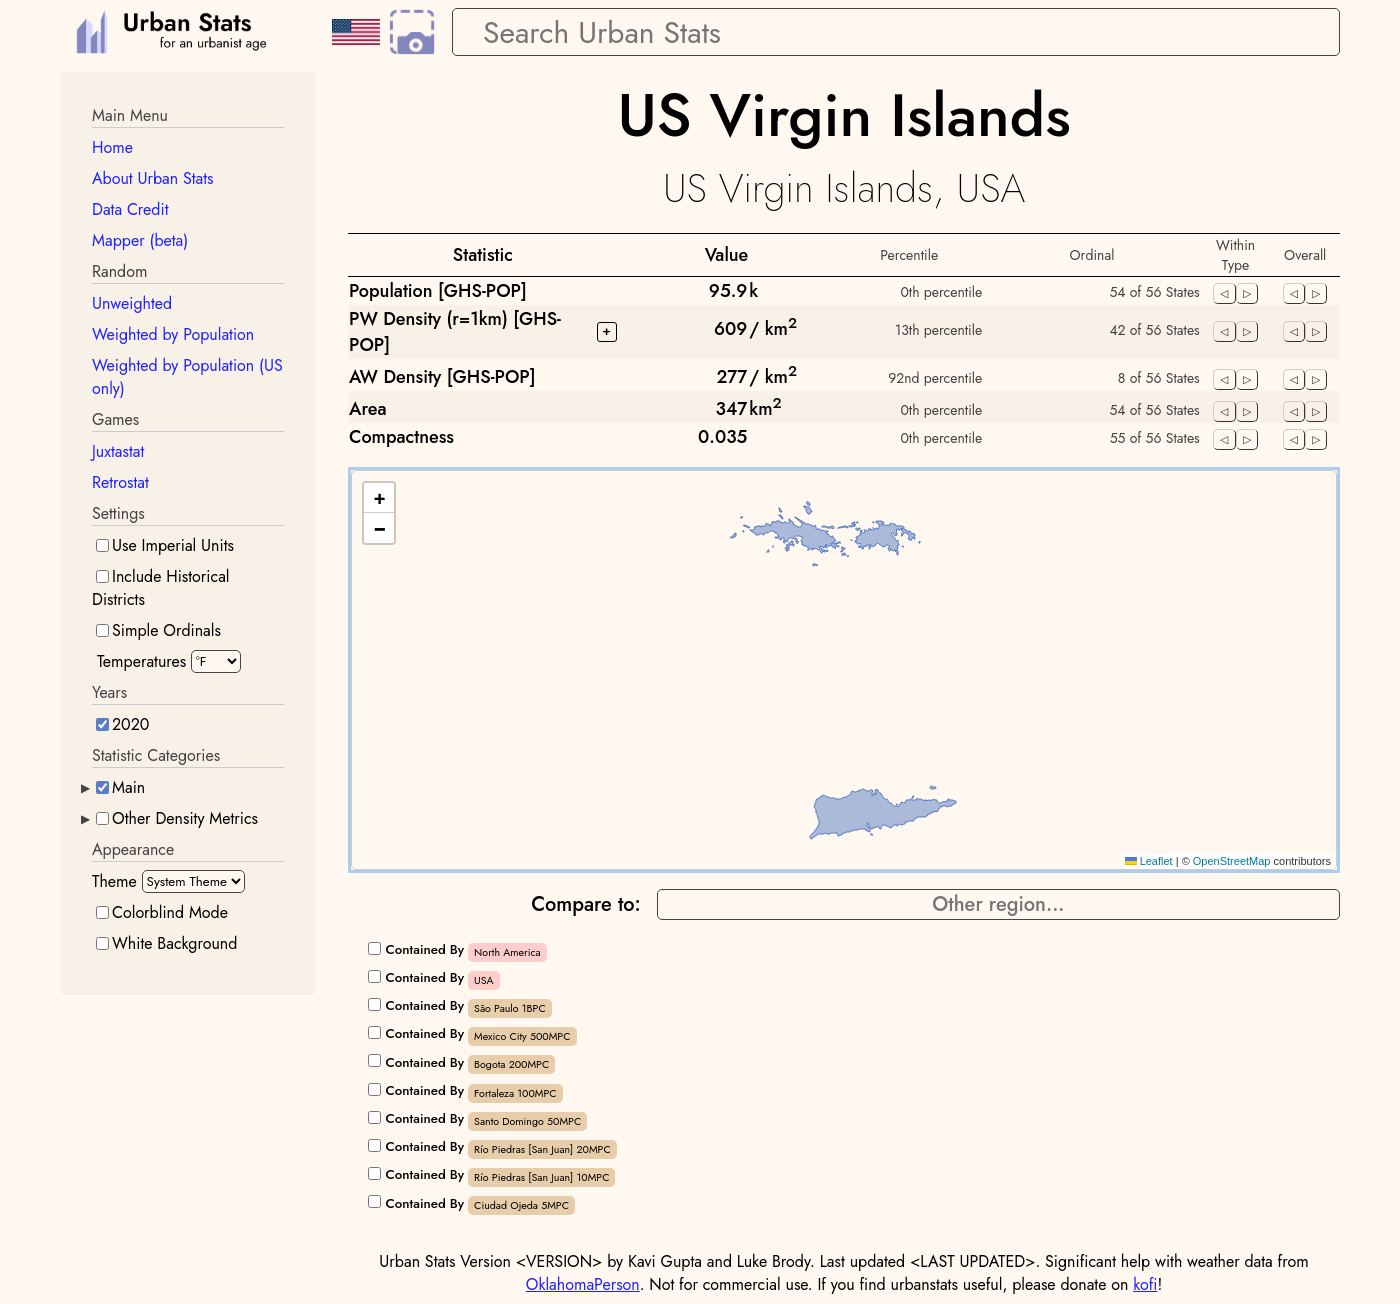 Urban Stats
for an urbanist age
Search Urban Stats
Main Menu
Home
About Urban Stats
Data Credit
Mapper (beta)
Random
Unweighted
Weighted by Population
Weighted by Population (US
only)
Games
Juxtastat
Retrostat
Settings
Use Imperial Units
Include Historical
Districts
Simple Ordinals
Temperatures °F
Years
2020
Statistic Categories
Main
Other Density Metrics
Appearance
Theme System Theme
Colorblind Mode
White Background
US Virgin Islands
US Virgin Islands, USA
Statistic Value Percentile Ordinal Within Type Overall
Population [GHS-POP] 95.9 k 0th percentile 54 of 56 States ◁ ▷ ◁ ▷
PW Density (r=1km) [GHS-
POP] + 609 / km² 13th percentile 42 of 56 States ◁ ▷ ◁ ▷
AW Density [GHS-POP] 277 / km² 92nd percentile 8 of 56 States ◁ ▷ ◁ ▷
Area 347 km² 0th percentile 54 of 56 States ◁ ▷ ◁ ▷
Compactness 0.035 0th percentile 55 of 56 States ◁ ▷ ◁ ▷
+
−
Leaflet | © OpenStreetMap contributors
Compare to: Other region...
Contained By North America
Contained By USA
Contained By São Paulo 1BPC
Contained By Mexico City 500MPC
Contained By Bogota 200MPC
Contained By Fortaleza 100MPC
Contained By Santo Domingo 50MPC
Contained By Río Piedras [San Juan] 20MPC
Contained By Río Piedras [San Juan] 10MPC
Contained By Ciudad Ojeda 5MPC
Urban Stats Version <VERSION> by Kavi Gupta and Luke Brody. Last updated <LAST UPDATED>. Significant help with weather data from
OklahomaPerson. Not for commercial use. If you find urbanstats useful, please donate on kofi!